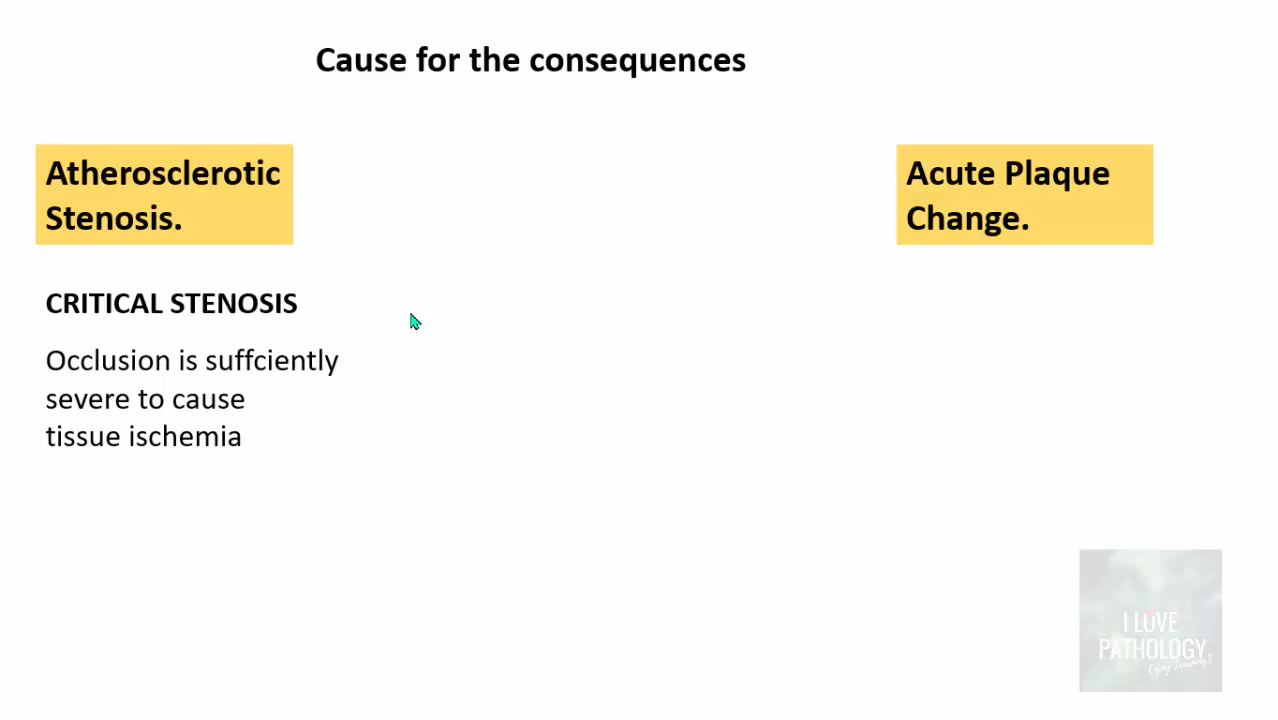 Cause for the consequences
Atherosclerotic
Stenosis.
Acute Plaque
Change.
CRITICAL STENOSIS
Occlusion is suffciently
severe to cause
tissue ischemia
I LOVE
PATHOLOGY